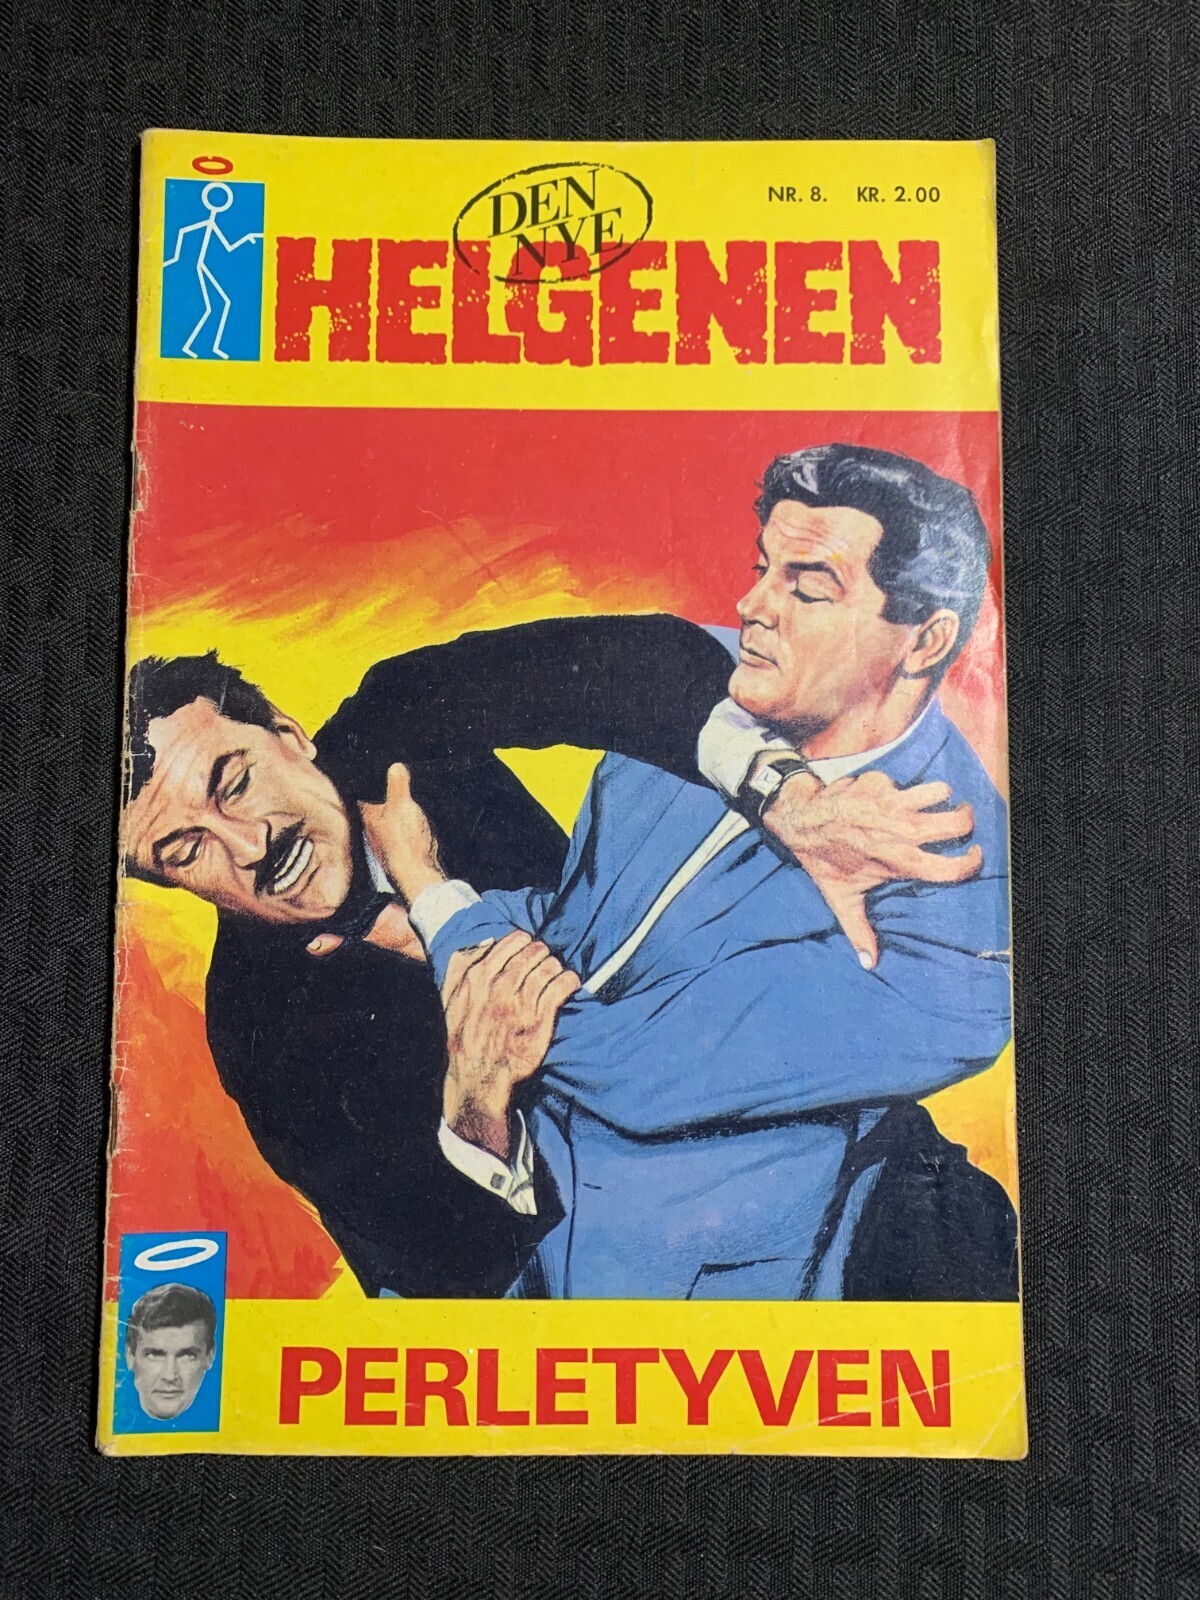 DEN
NYE
NR. 8. KR. 2.00
HELGENEN
PERLETYVEN